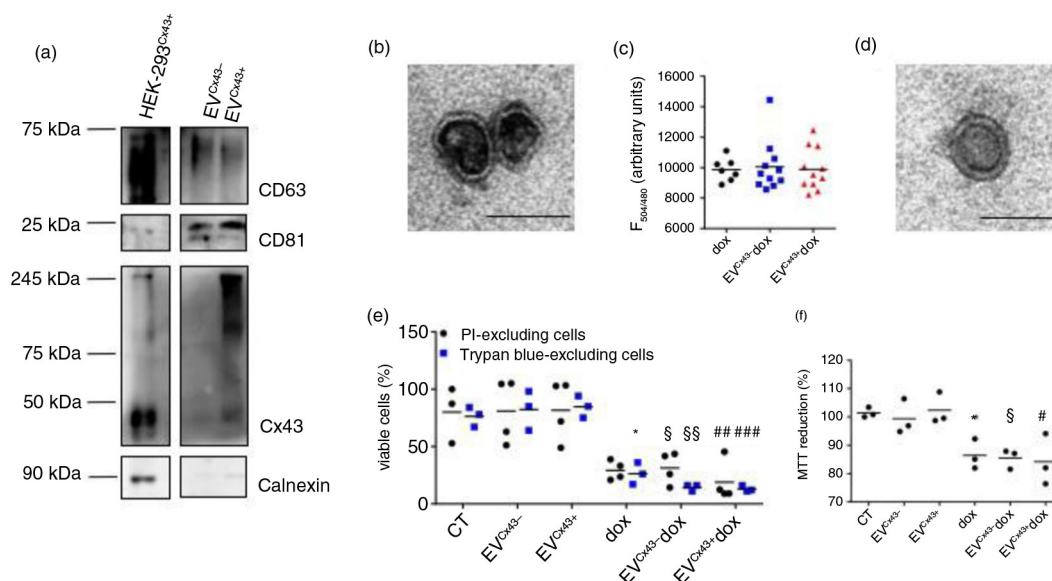 (a)
HEK-293Cx43+
EVCx43–
EVCx43+
75 kDa
CD63
25 kDa
CD81
245 kDa
75 kDa
50 kDa
Cx43
90 kDa
Calnexin
(b)
(c)
F504/480 (arbitrary units)
16000
14000
12000
10000
8000
6000
dox
EVCx43–dox
EVCx43+dox
(d)
(e)
viable cells (%)
150
100
50
0
PI-excluding cells
Trypan blue-excluding cells
* § §§ ## ###
CT
EVCx43–
EVCx43+
dox
EVCx43–dox
EVCx43+dox
(f)
MTT reduction (%)
120
110
100
90
80
70
* § #
CT
EVCx43–
EVCx43+
dox
EVCx43–dox
EVCx43+dox